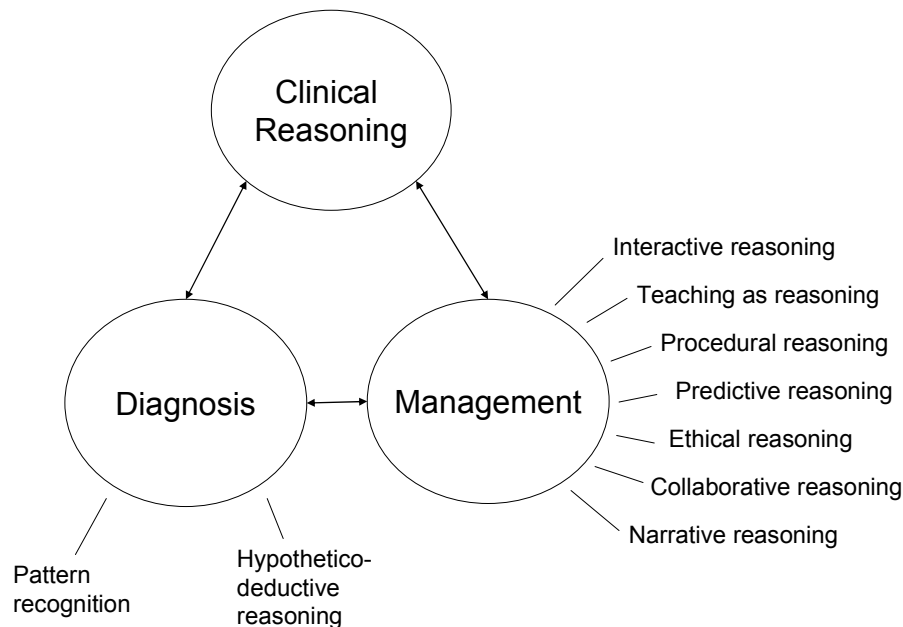 Clinical
Reasoning
Interactive reasoning
Teaching as reasoning
Procedural reasoning
Diagnosis
Management
Predictive reasoning
Ethical reasoning
Collaborative reasoning
Narrative reasoning
Pattern
recognition
Hypothetico-
deductive
reasoning